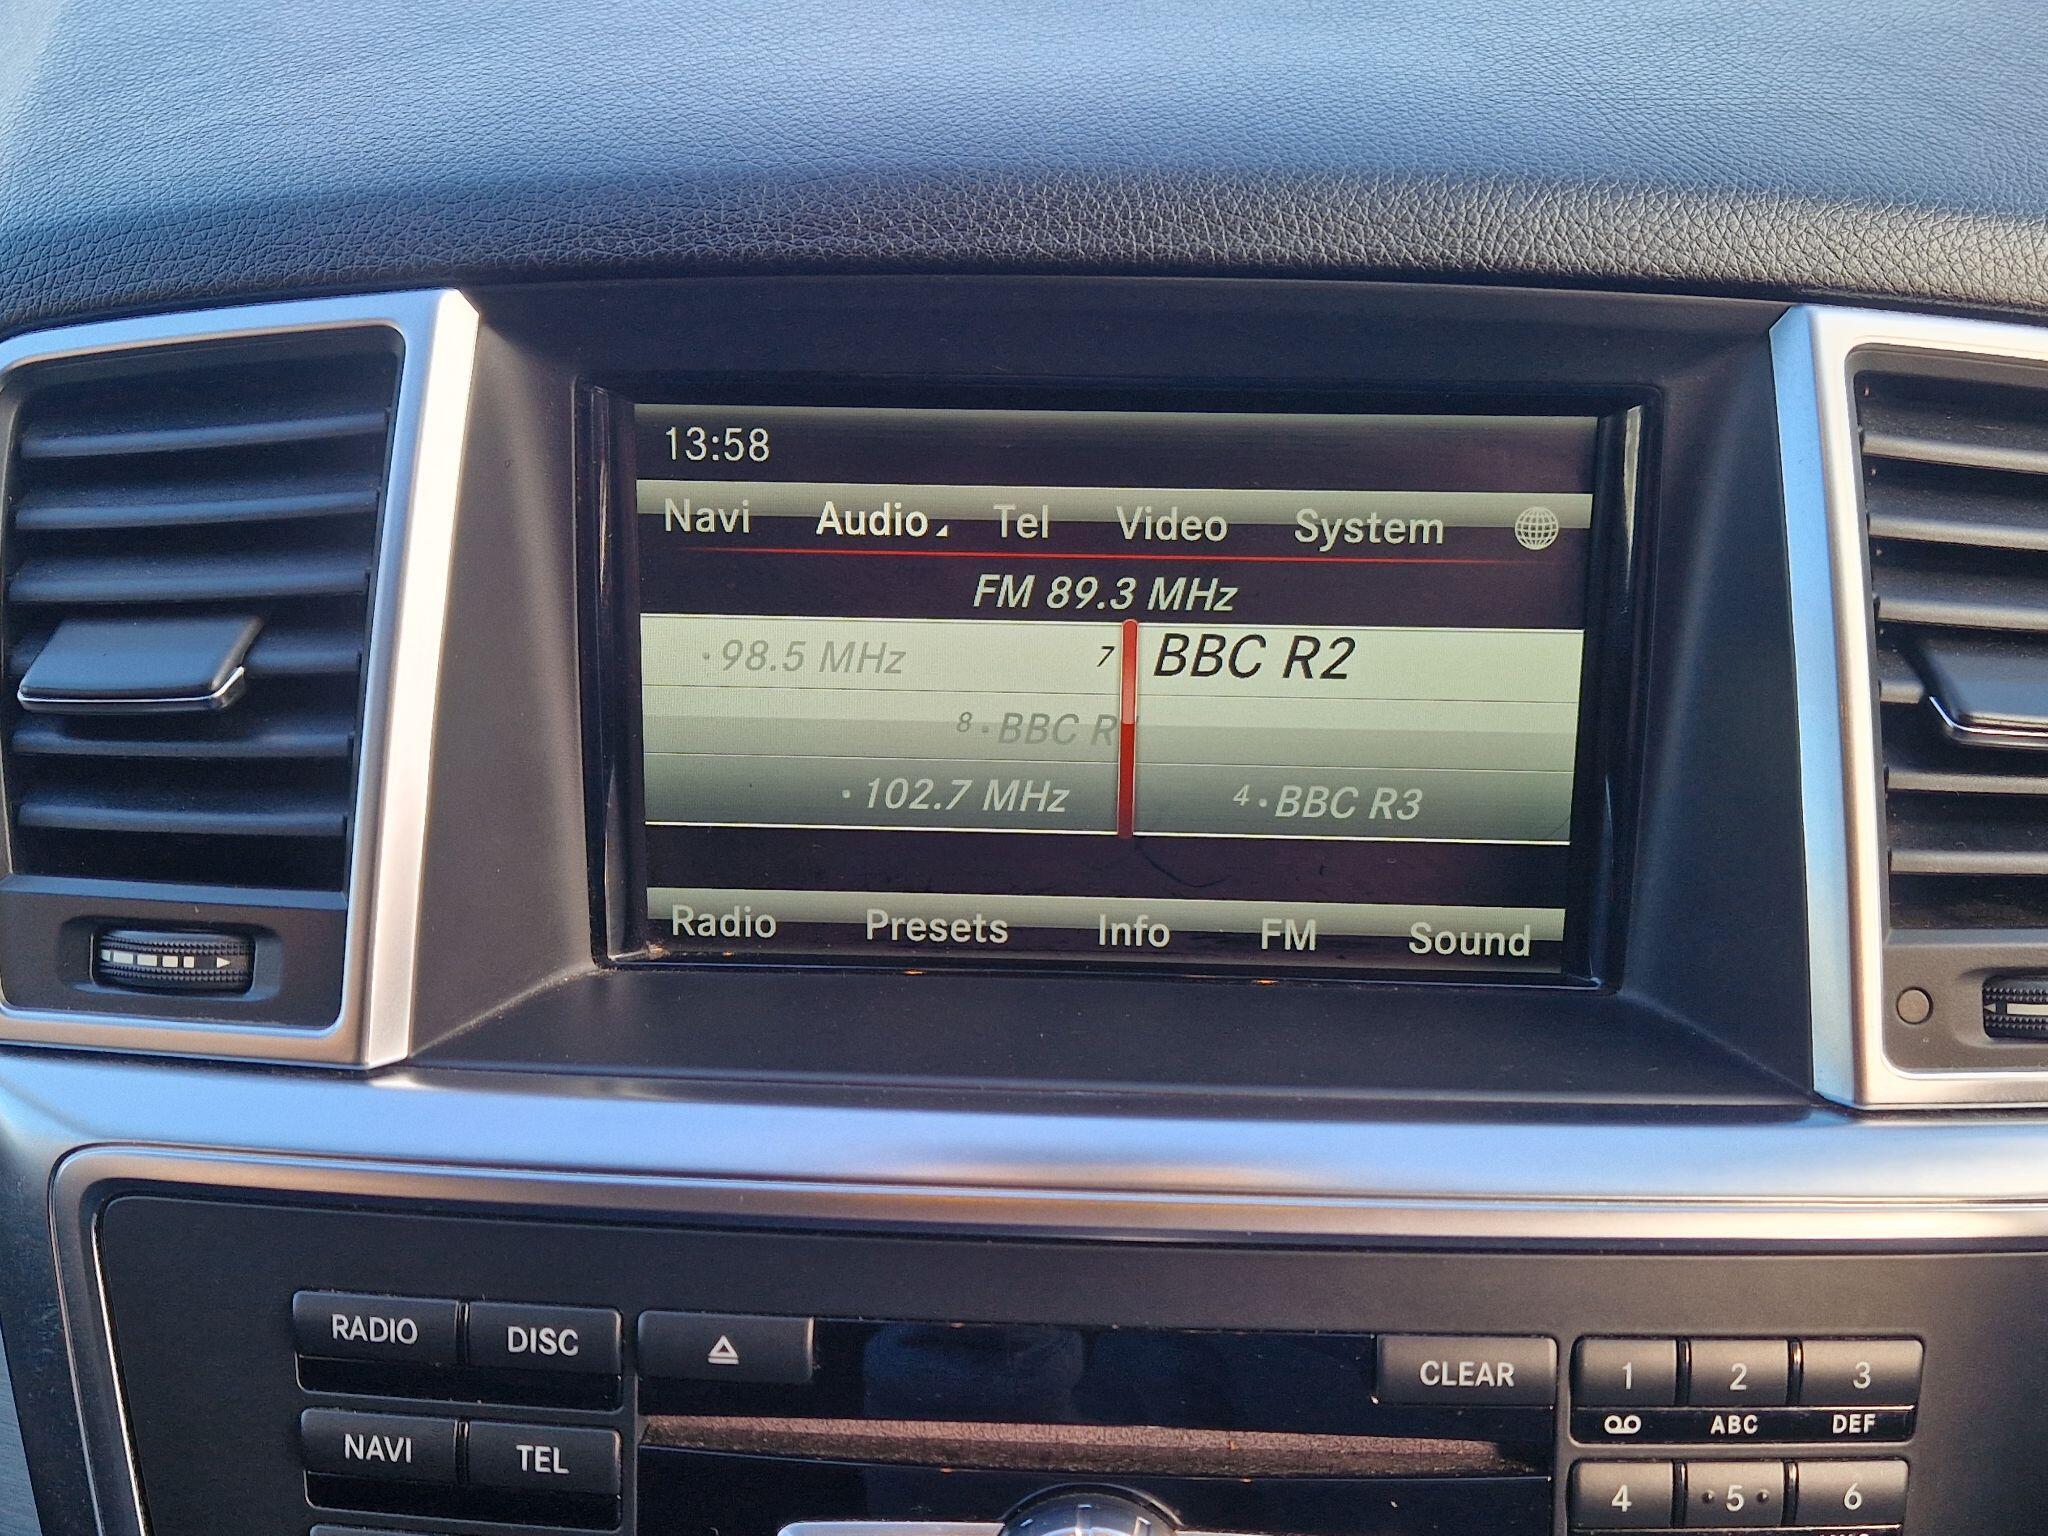 13:58
Navi Audio Tel Video System
FM 89.3 MHz
·98.5 MHz 7 BBC R2
8 ·BBC
·102.7 MHz 4 ·BBC R3
Radio Presets Info FM Sound
RADIO DISC CLEAR 1 2 3
ABC DEF
NAVI TEL 4 5 6